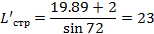 L′стр = (19.89 + 2) / (sin 72) = 23